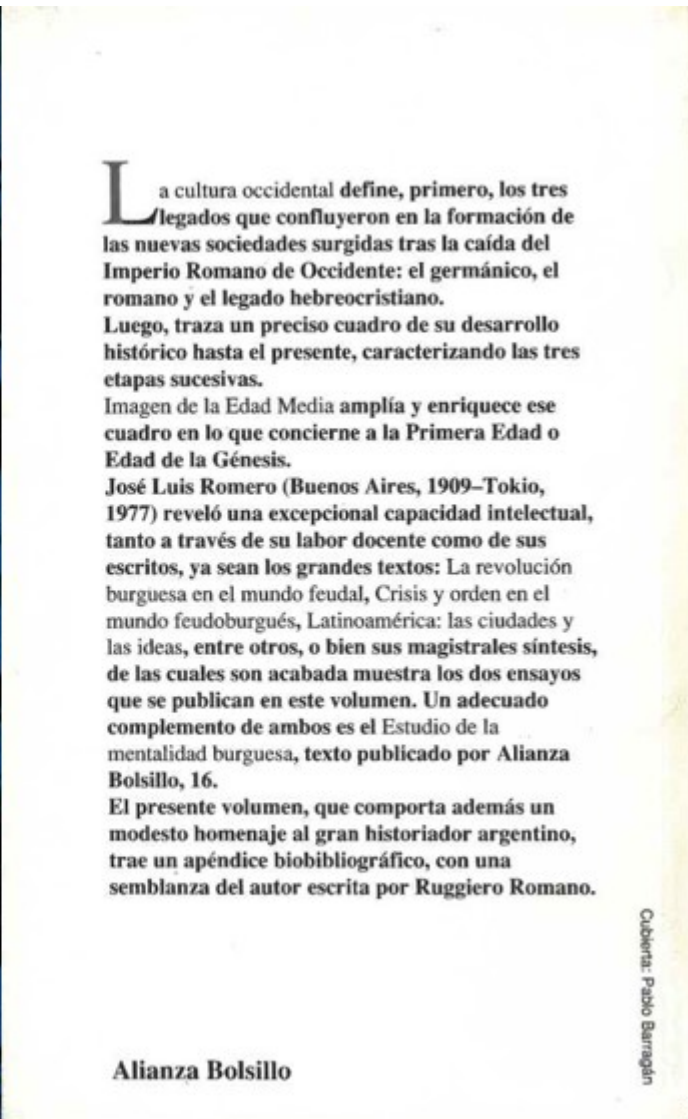 La cultura occidental define, primero, los tres
legados que confluyeron en la formación de
las nuevas sociedades surgidas tras la caída del
Imperio Romano de Occidente: el germánico, el
romano y el legado hebreocristiano.
Luego, traza un preciso cuadro de su desarrollo
histórico hasta el presente, caracterizando las tres
etapas sucesivas.
Imagen de la Edad Media amplía y enriquece ese
cuadro en lo que concierne a la Primera Edad o
Edad de la Génesis.
José Luis Romero (Buenos Aires, 1909–Tokio,
1977) reveló una excepcional capacidad intelectual,
tanto a través de su labor docente como de sus
escritos, ya sean los grandes textos: La revolución
burguesa en el mundo feudal, Crisis y orden en el
mundo feudoburgués, Latinoamérica: las ciudades y
las ideas, entre otros, o bien sus magistrales síntesis,
de las cuales son acabada muestra los dos ensayos
que se publican en este volumen. Un adecuado
complemento de ambos es el Estudio de la
mentalidad burguesa, texto publicado por Alianza
Bolsillo, 16.
El presente volumen, que comporta además un
modesto homenaje al gran historiador argentino,
trae un apéndice biobibliográfico, con una
semblanza del autor escrita por Ruggiero Romano.
Cubierta: Pablo Barragán
Alianza Bolsillo